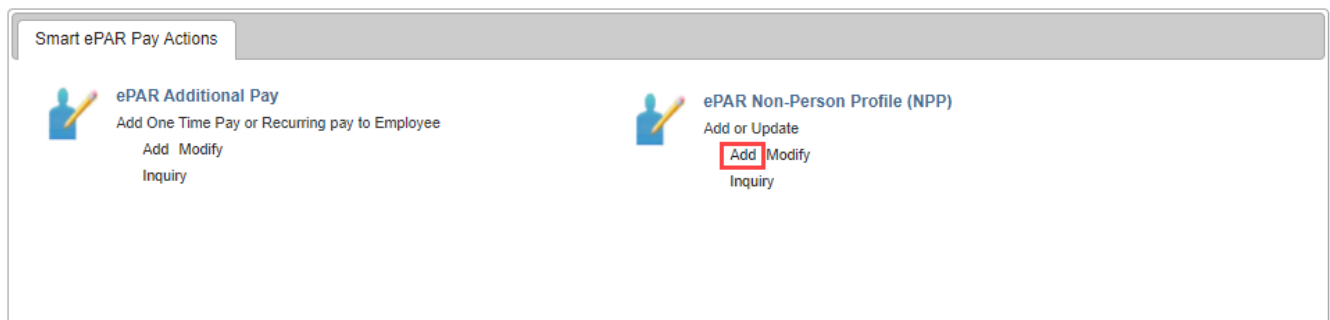 Smart ePAR Pay Actions
ePAR Additional Pay
Add One Time Pay or Recurring pay to Employee
Add Modify
Inquiry
ePAR Non-Person Profile (NPP)
Add or Update
Add Modify
Inquiry